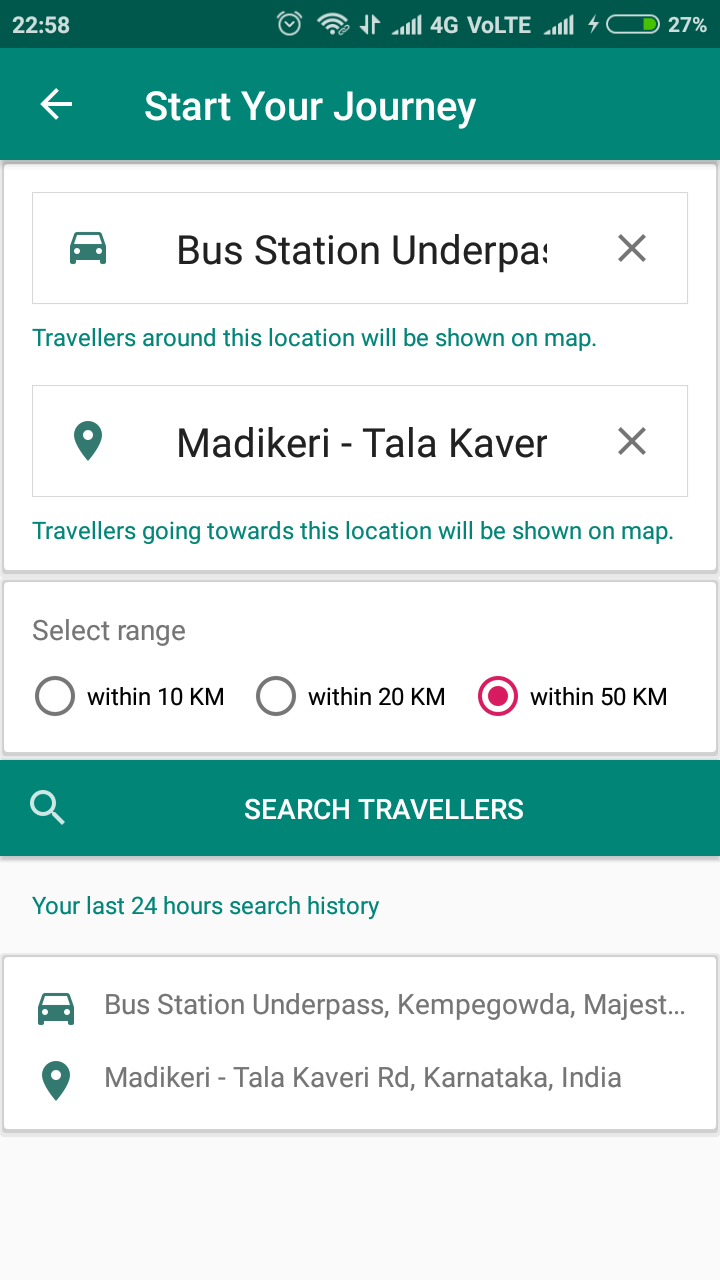 22:58 4G VoLTE 27%
Start Your Journey
Bus Station Underpas
Travellers around this location will be shown on map.
Madikeri - Tala Kaver
Travellers going towards this location will be shown on map.
Select range
within 10 KM within 20 KM within 50 KM
SEARCH TRAVELLERS
Your last 24 hours search history
Bus Station Underpass, Kempegowda, Majest...
Madikeri - Tala Kaveri Rd, Karnataka, India